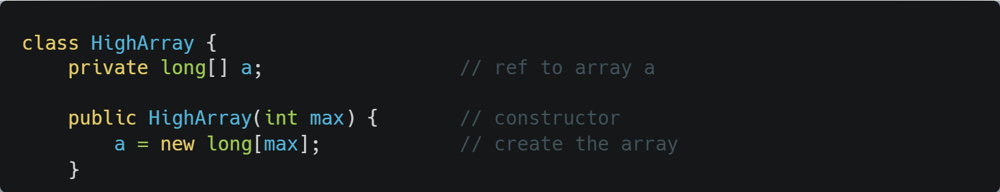 class HighArray {
    private long[] a;                 // ref to array a

    public HighArray(int max) {       // constructor
        a = new long[max];            // create the array
    }